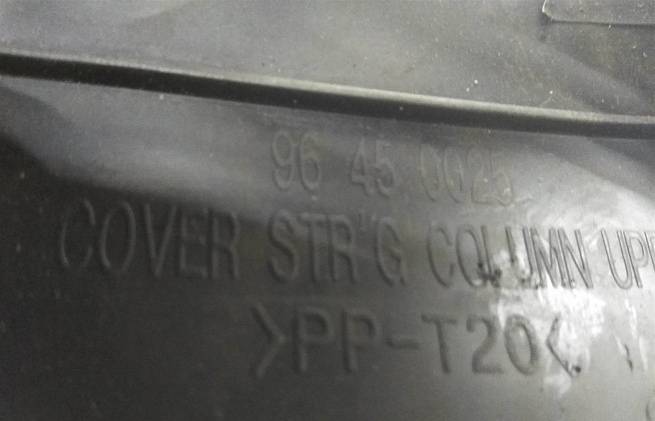 96 45 0025
COVER STR'G COLUMN UPP
>PP-T20<